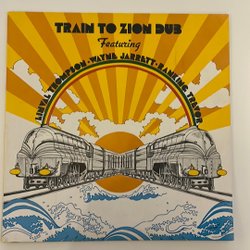 TRAIN TO ZION DUB
Featuring
LINVAL THOMPSON·WAYNE JARRETT·RANKING TREVOR